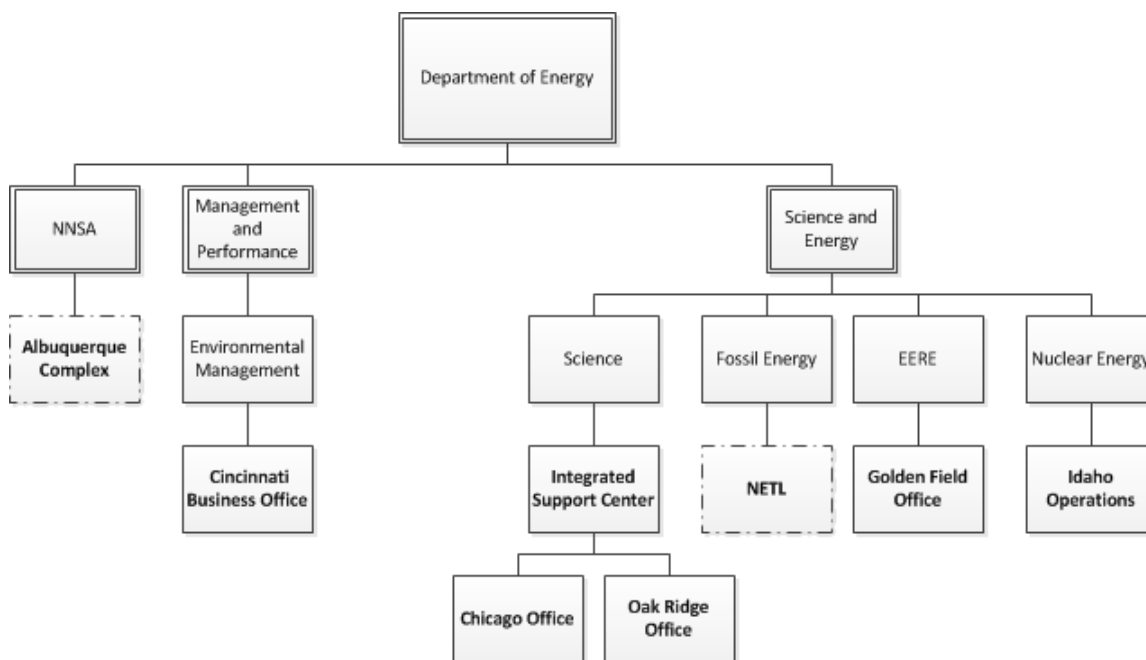 Department of Energy
NNSA
Management
and
Performance
Science and
Energy
Albuquerque
Complex
Environmental
Management
Science
Fossil Energy
EERE
Nuclear Energy
Cincinnati
Business Office
Integrated
Support Center
NETL
Golden Field
Office
Idaho
Operations
Chicago Office
Oak Ridge
Office